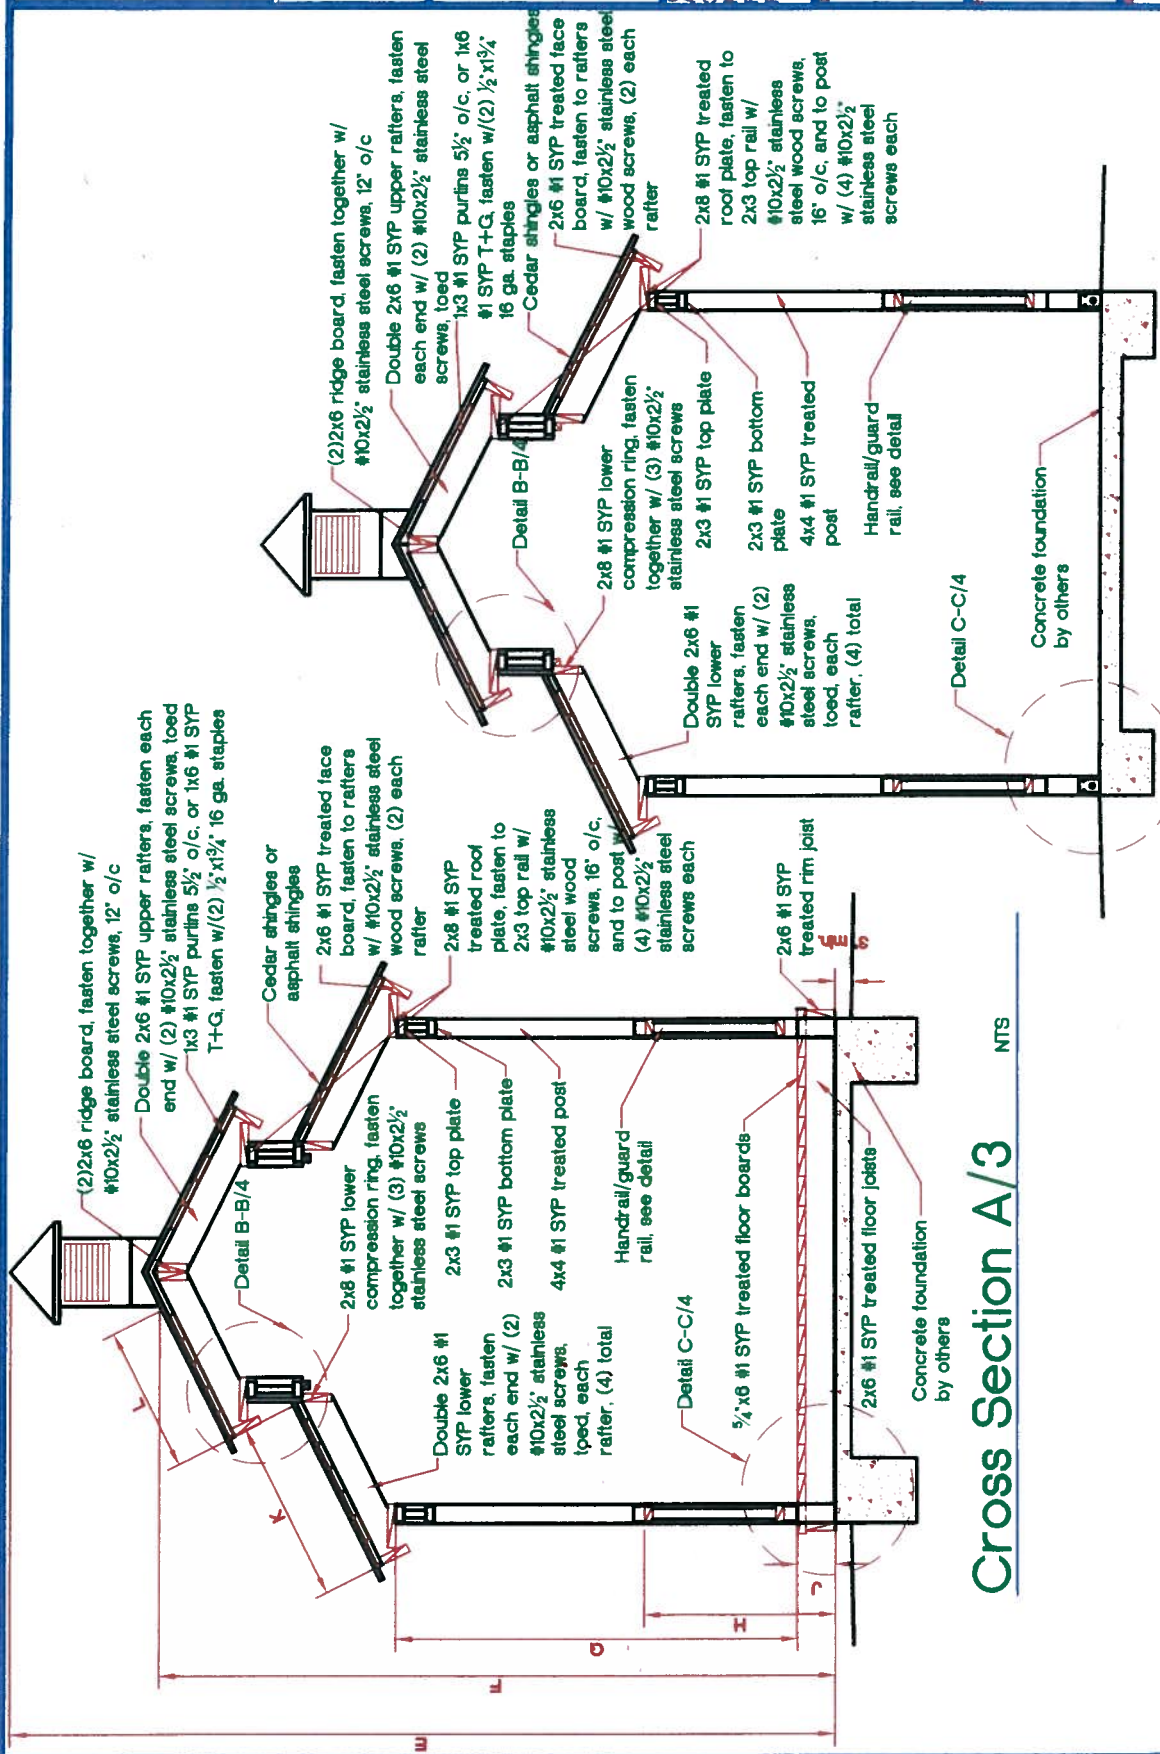 (2)2x6 ridge board, fasten together w/
#10x2½" stainless steel screws, 12" o/c
Double 2x6 #1 SYP upper rafters, fasten each
end w/ (2) #10x2½" stainless steel screws, toed
1x3 #1 SYP purlins 5½" o/c, or 1x6 #1 SYP
T+G, fasten w/(2) ½"x1¾" 16 ga. staples
Cedar shingles or
asphalt shingles
2x6 #1 SYP treated face
board, fasten to rafters
w/ #10x2½" stainless steel
wood screws, (2) each
rafter
2x8 #1 SYP
treated roof
plate, fasten to
2x3 top rail w/
#10x2½" stainless
steel wood
screws, 16" o/c,
and to post w/
(4) #10x2½"
stainless steel
screws each
2x6 #1 SYP
treated rim joist
Detail B-B/4
2x8 #1 SYP lower
compression ring, fasten
together w/ (3) #10x2½"
stainless steel screws
2x3 #1 SYP top plate
2x3 #1 SYP bottom plate
4x4 #1 SYP treated post
Handrail/guard
rail, see detail
Double 2x6 #1
SYP lower
rafters, fasten
each end w/ (2)
#10x2½" stainless
steel screws,
toed, each
rafter, (4) total
Detail C-C/4
5/4"x6 #1 SYP treated floor boards
2x6 #1 SYP treated floor joists
Concrete foundation
by others
E
F
G
H
J
K
L
min.
Cross Section A/3
NTS
(2)2x6 ridge board, fasten together w/
#10x2½" stainless steel screws, 12" o/c
Double 2x6 #1 SYP upper rafters, fasten
each end w/ (2) #10x2½" stainless steel
screws, toed
1x3 #1 SYP purlins 5½" o/c, or 1x6
#1 SYP T+G, fasten w/(2) ½"x1¾"
16 ga. staples
Cedar shingles or asphalt shingles
2x6 #1 SYP treated face
board, fasten to rafters
w/ #10x2½" stainless steel
wood screws, (2) each
rafter
2x8 #1 SYP treated
roof plate, fasten to
2x3 top rail w/
#10x2½" stainless
steel wood screws,
16" o/c, and to post
w/ (4) #10x2½"
stainless steel
screws each
Detail B-B/4
2x8 #1 SYP lower
compression ring, fasten
together w/ (3) #10x2½"
stainless steel screws
2x3 #1 SYP top plate
2x3 #1 SYP bottom
plate
4x4 #1 SYP treated
post
Handrail/guard
rail, see detail
Double 2x6 #1
SYP lower
rafters, fasten
each end w/ (2)
#10x2½" stainless
steel screws,
toed, each
rafter, (4) total
Detail C-C/4
Concrete foundation
by others